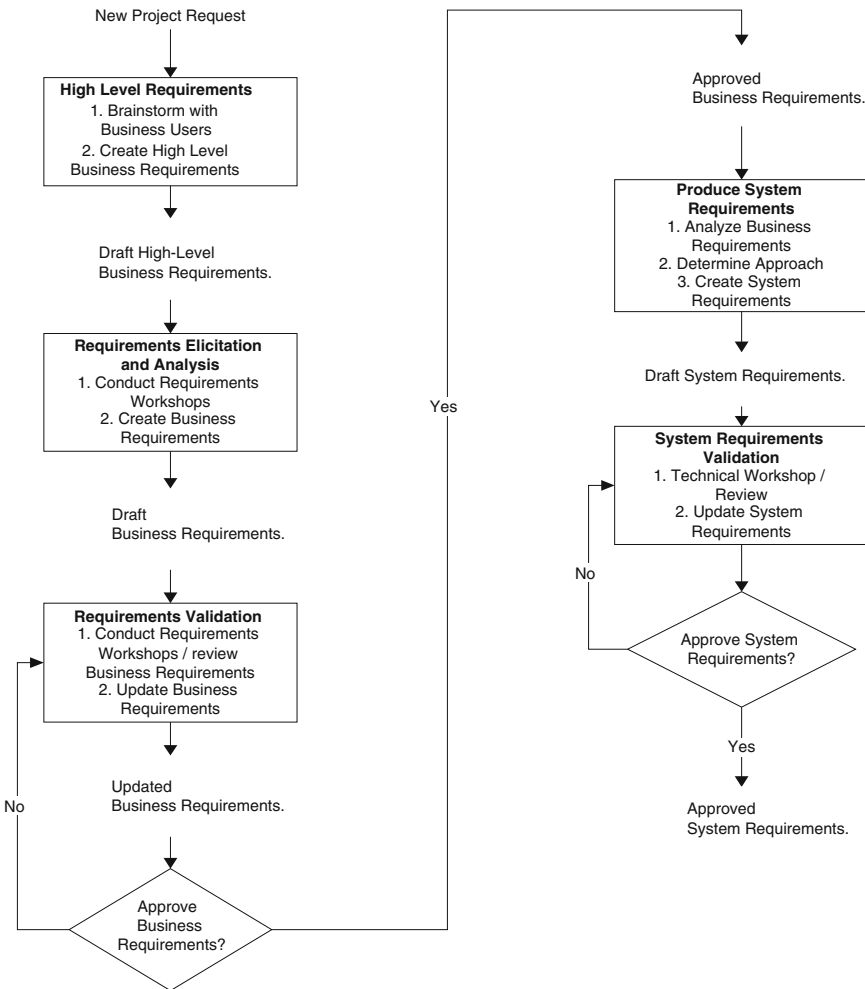 New Project Request
High Level Requirements
1. Brainstorm with
Business Users
2. Create High Level
Business Requirements
Draft High-Level
Business Requirements.
Requirements Elicitation
and Analysis
1. Conduct Requirements
Workshops
2. Create Business
Requirements
Draft
Business Requirements.
Requirements Validation
1. Conduct Requirements
Workshops / review
Business Requirements
2. Update Business
Requirements
Updated
Business Requirements.
No
Approve
Business
Requirements?
Yes
Approved
Business Requirements.
Produce System
Requirements
1. Analyze Business
Requirements
2. Determine Approach
3. Create System
Requirements
Draft System Requirements.
System Requirements
Validation
1. Technical Workshop /
Review
2. Update System
Requirements
No
Approve System
Requirements?
Yes
Approved
System Requirements.